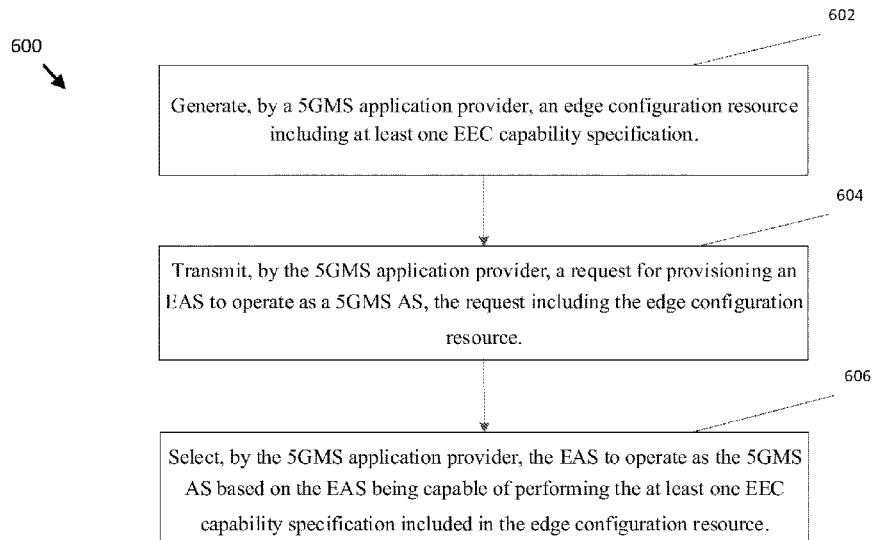 602
600
Generate, by a 5GMS application provider, an edge configuration resource
including at least one EEC capability specification.
604
Transmit, by the 5GMS application provider, a request for provisioning an
EAS to operate as a 5GMS AS, the request including the edge configuration
resource.
606
Select, by the 5GMS application provider, the EAS to operate as the 5GMS
AS based on the EAS being capable of performing the at least one EEC
capability specification included in the edge configuration resource.